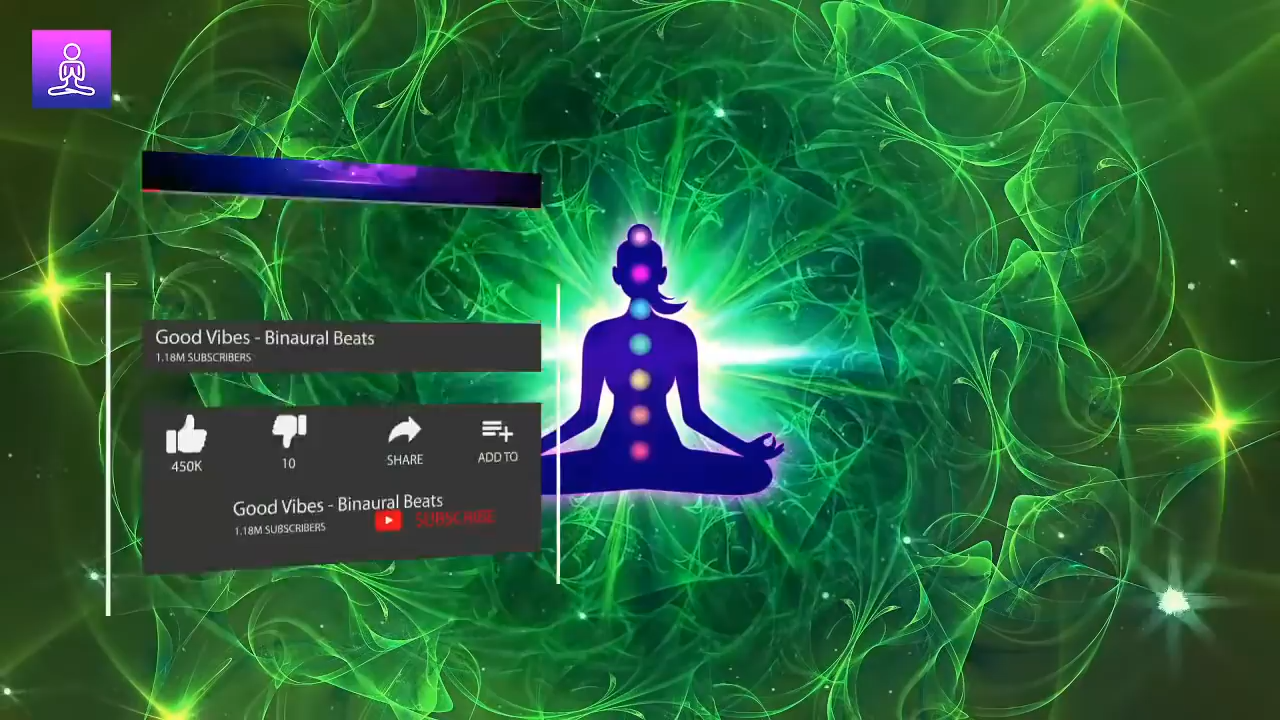 Good Vibes - Binaural Beats
1.18M SUBSCRIBERS
450K
10
SHARE
ADD TO
Good Vibes - Binaural Beats
1.18M SUBSCRIBERS
SUBSCRIBE